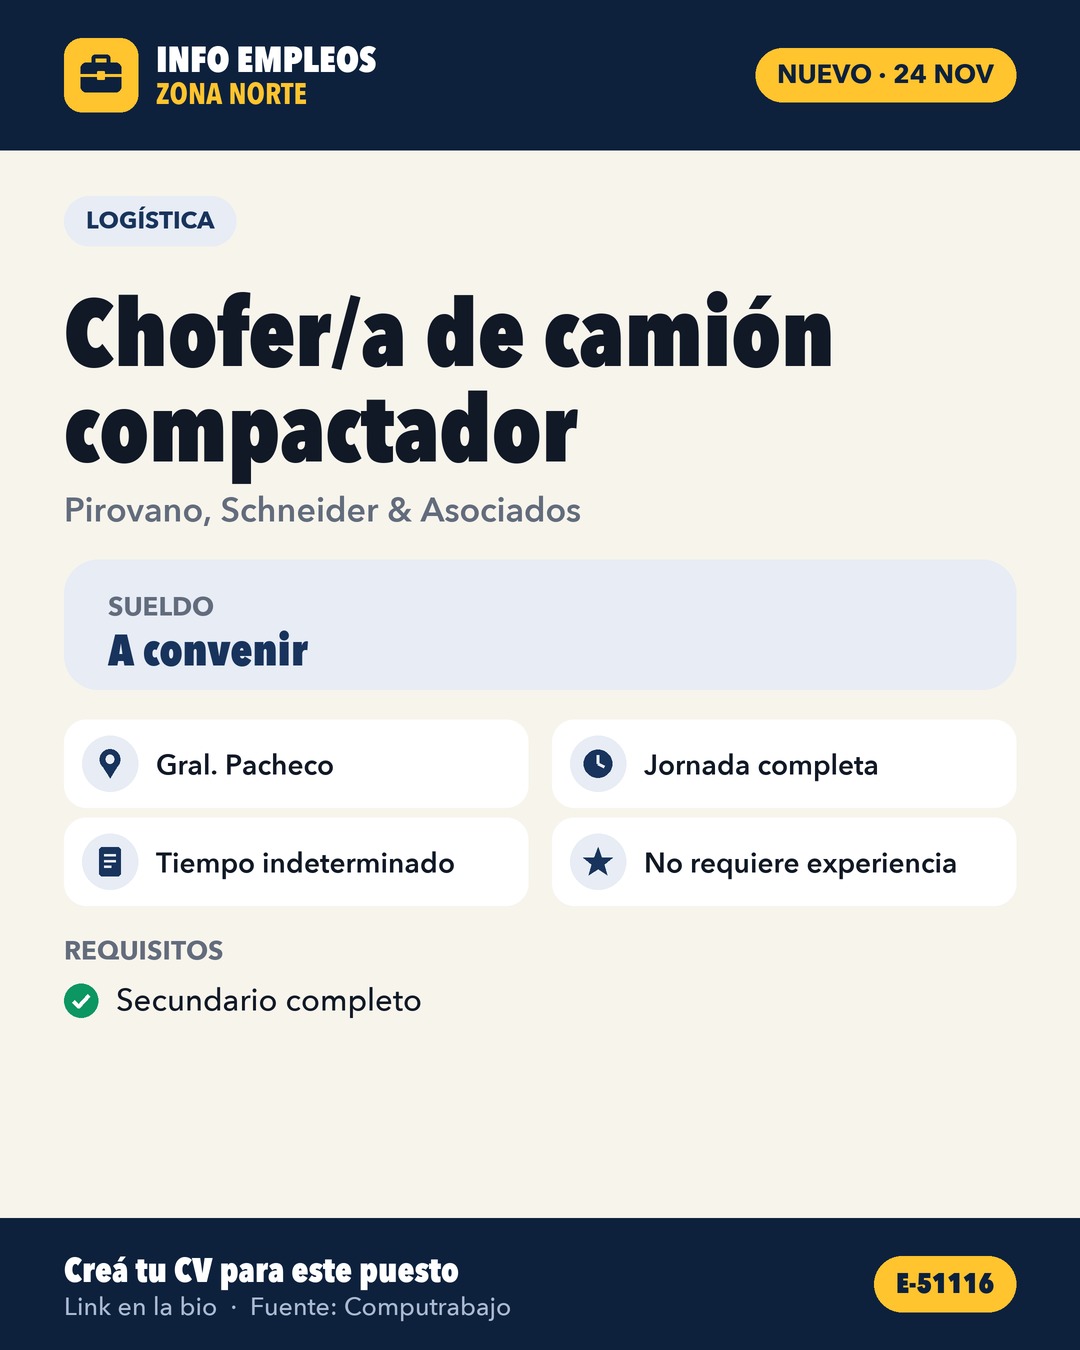 INFO EMPLEOS
ZONA NORTE
NUEVO · 24 NOV
LOGÍSTICA
Chofer/a de camión
compactador
Pirovano, Schneider & Asociados
SUELDO
A convenir
Gral. Pacheco
Jornada completa
Tiempo indeterminado
No requiere experiencia
REQUISITOS
Secundario completo
Creá tu CV para este puesto
Link en la bio · Fuente: Computrabajo
E-51116